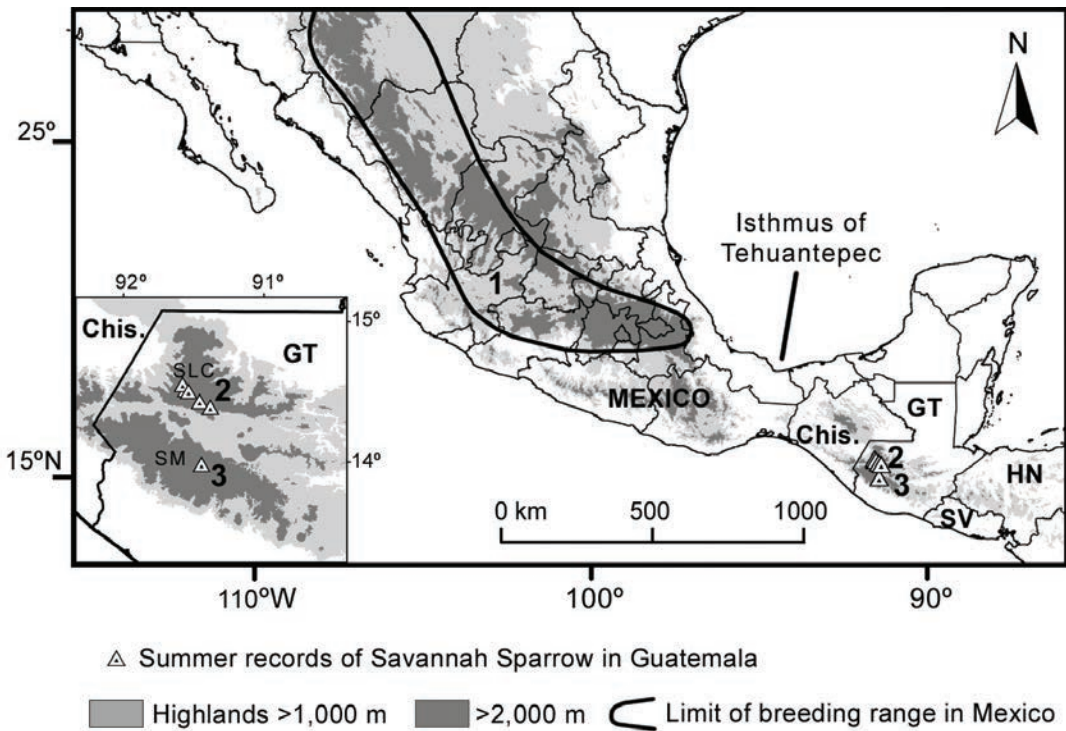 N
25º
Isthmus of
Tehuantepec
92º 91º
1
Chis.
15º
GT
SLC
2
MEXICO
GT
Chis.
14º
SM
3
15ºN
2
3
HN
SV
0 km 500 1000
110ºW 100º 90º
Summer records of Savannah Sparrow in Guatemala
Highlands >1,000 m >2,000 m Limit of breeding range in Mexico